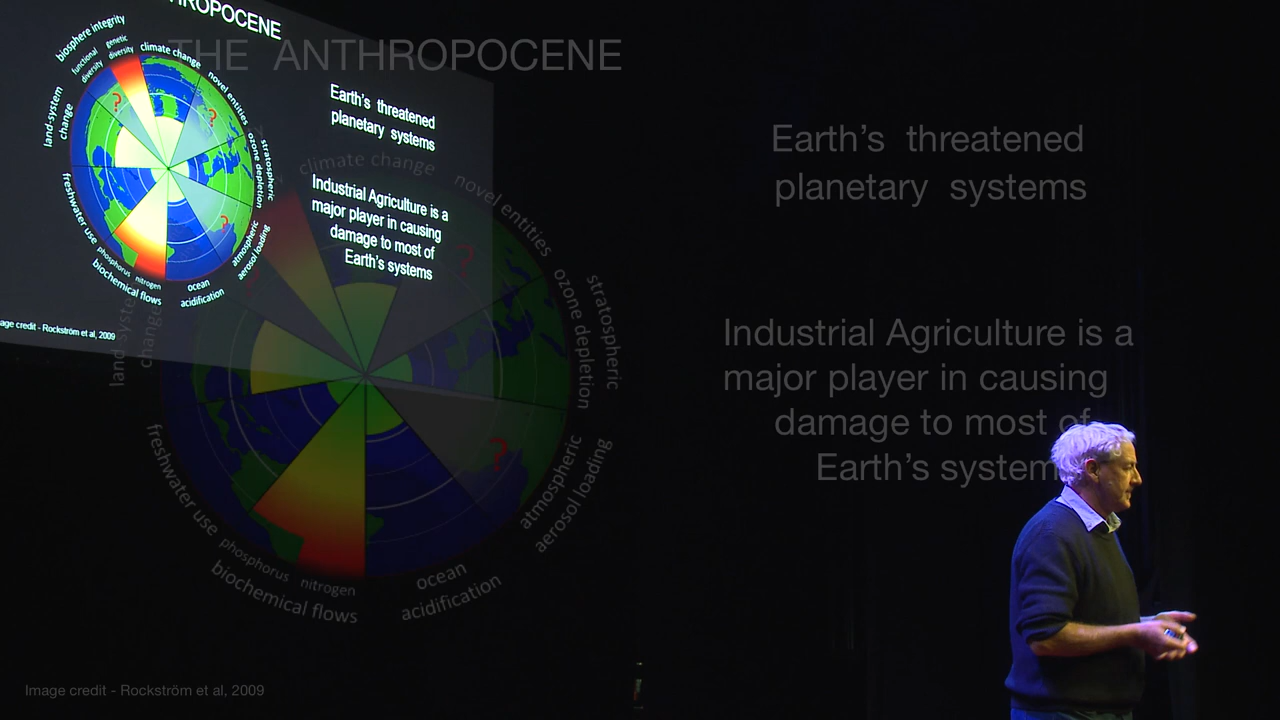 THROPOCENE
biosphere integrity
functional
diversity
genetic
diversity
climate change
novel entities
stratospheric
ozone depletion
atmospheric
aerosol loading
ocean
acidification
phosphorus nitrogen
biochemical flows
freshwater use
land-system
change
?
?
?
Earth's threatened
planetary systems
Industrial Agriculture is a
major player in causing
damage to most of
Earth's systems
age credit - Rockström et al, 2009
THE ANTHROPOCENE
climate change
novel entities
stratospheric
ozone depletion
atmospheric
aerosol loading
ocean
acidification
phosphorus nitrogen
biochemical flows
freshwater use
land-syste
change
?
?
Earth's threatened
planetary systems
Industrial Agriculture is a
major player in causing
damage to most of
Earth's system
Image credit - Rockström et al, 2009